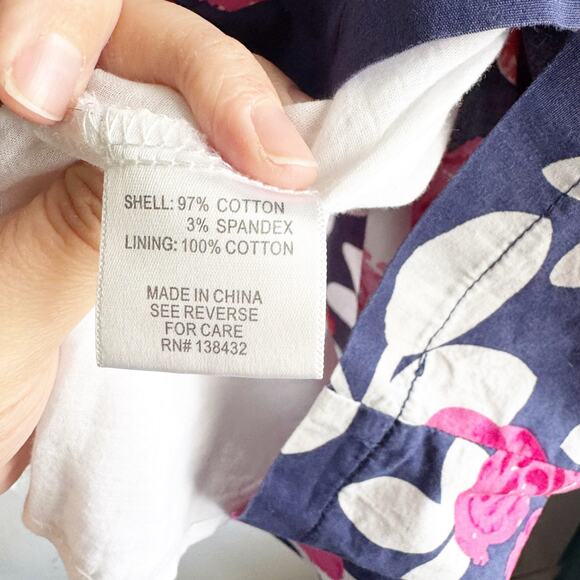 SHELL: 97% COTTON
3% SPANDEX
LINING: 100% COTTON
MADE IN CHINA
SEE REVERSE
FOR CARE
RN# 138432